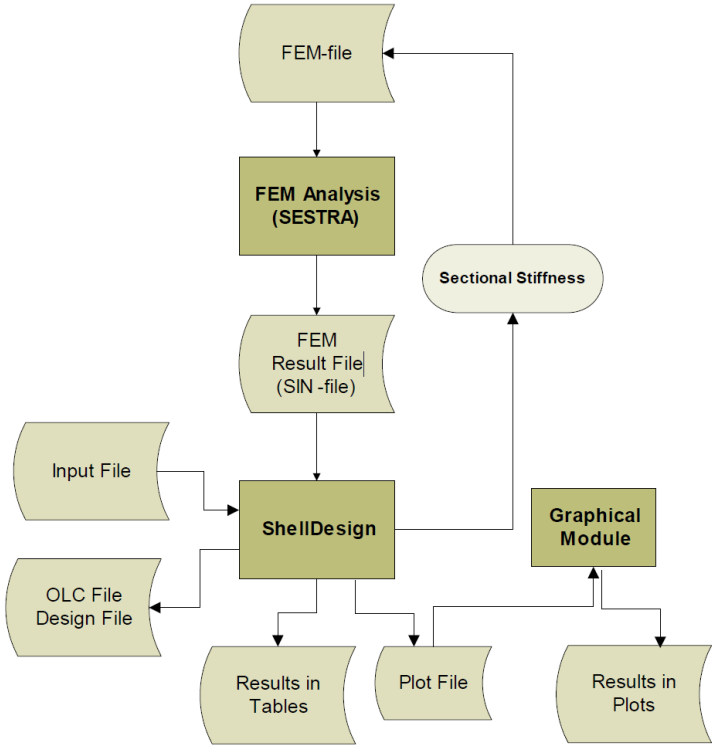 FEM-file
FEM Analysis
(SESTRA)
Sectional Stiffness
FEM
Result File
(SIN -file)
Input File
ShellDesign
Graphical
Module
OLC File
Design File
Results in
Tables
Plot File
Results in
Plots